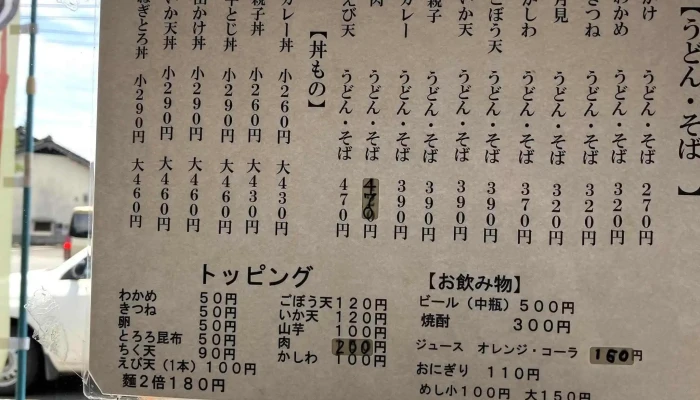 【うどん・そば】
かけ うどん・そば 270円
わかめ うどん・そば 320円
きつね うどん・そば 320円
月見 うどん・そば 320円
かしわ うどん・そば 370円
ごぼう天 うどん・そば 390円
いか天 うどん・そば 390円
親子 うどん・そば 390円
カレー うどん・そば 390円
肉 うどん・そば 470円
えび天 うどん・そば 470円
【丼もの】
カレー丼 小260円 大430円
親子丼 小260円 大430円
とじ丼 小290円 大460円
かけ丼 小290円 大460円
いか天丼 小290円 大460円
ねぎとろ丼 小290円 大460円
トッピング
わかめ 50円
きつね 50円
卵 50円
とろろ昆布 50円
ちく天 90円
えび天(1本)100円
麺2倍180円
ごぼう天120円
いか天 120円
山芋 100円
肉 円
かしわ 100円
【お飲み物】
ビール(中瓶)500円
焼酎 300円
ジュース オレンジ・コーラ 160円
おにぎり 110円
めし小100円 大150円